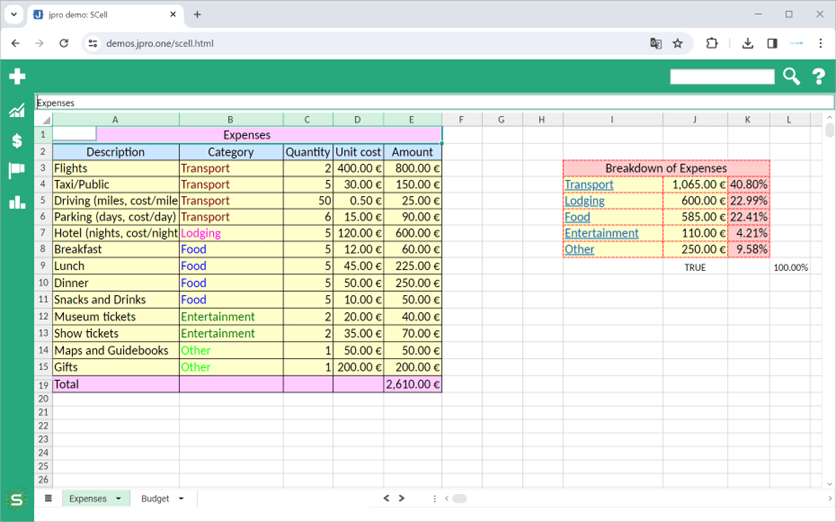 jpro demo: SCell
demos.jpro.one/scell.html
Expenses
A B C D E F G H I J K L
1 Expenses
2 Description Category Quantity Unit cost Amount
3 Flights Transport 2 400.00 € 800.00 € Breakdown of Expenses
4 Taxi/Public Transport 5 30.00 € 150.00 € Transport 1,065.00 € 40.80%
5 Driving (miles, cost/mile Transport 50 0.50 € 25.00 € Lodging 600.00 € 22.99%
6 Parking (days, cost/day) Transport 6 15.00 € 90.00 € Food 585.00 € 22.41%
7 Hotel (nights, cost/night Lodging 5 120.00 € 600.00 € Entertainment 110.00 € 4.21%
8 Breakfast Food 5 12.00 € 60.00 € Other 250.00 € 9.58%
9 Lunch Food 5 45.00 € 225.00 € TRUE 100.00%
10 Dinner Food 5 50.00 € 250.00 €
11 Snacks and Drinks Food 5 10.00 € 50.00 €
12 Museum tickets Entertainment 2 20.00 € 40.00 €
13 Show tickets Entertainment 2 35.00 € 70.00 €
14 Maps and Guidebooks Other 1 50.00 € 50.00 €
15 Gifts Other 1 200.00 € 200.00 €
19 Total 2,610.00 €
20
21
22
23
24
25
26
S Expenses Budget